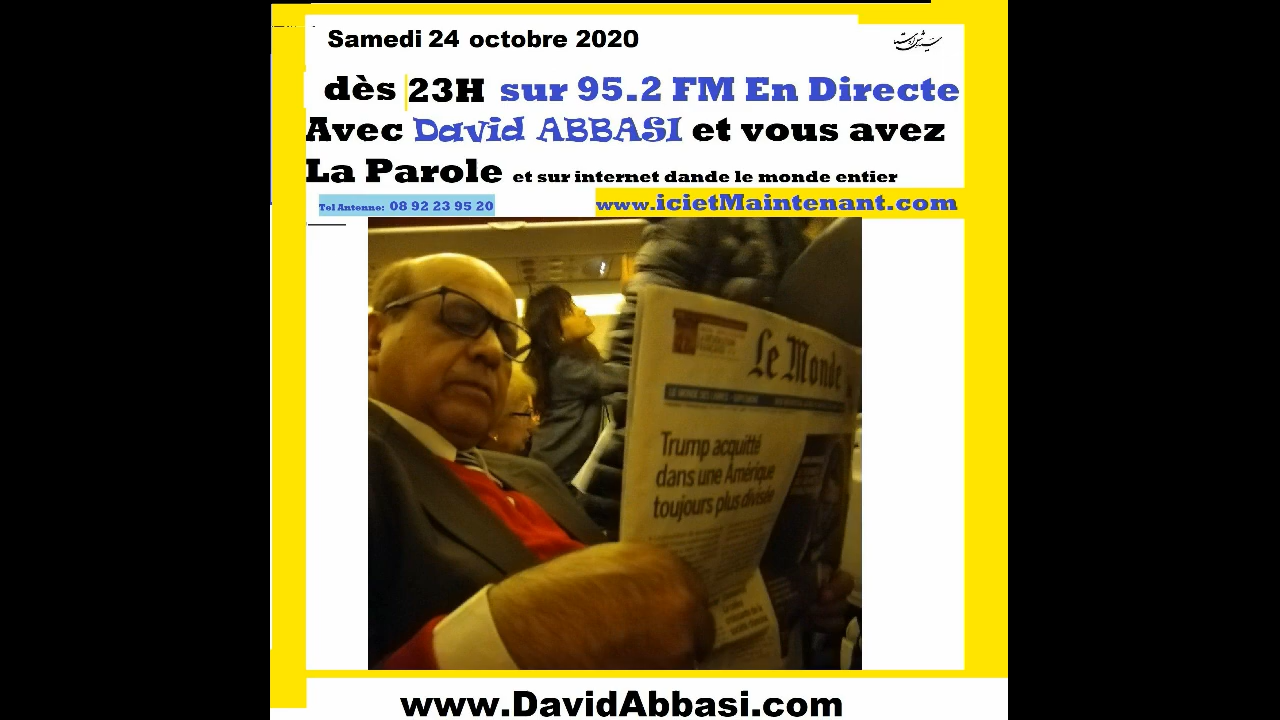 Samedi 24 octobre 2020
dès 23H sur 95.2 FM En Directe
Avec David ABBASI et vous avez
La Parole et sur internet dande le monde entier
Tel Antenne: 08 92 23 95 20
www.icietMaintenant.com
Le Monde
Trump acquitté
dans une Amérique
toujours plus divisée
www.DavidAbbasi.com